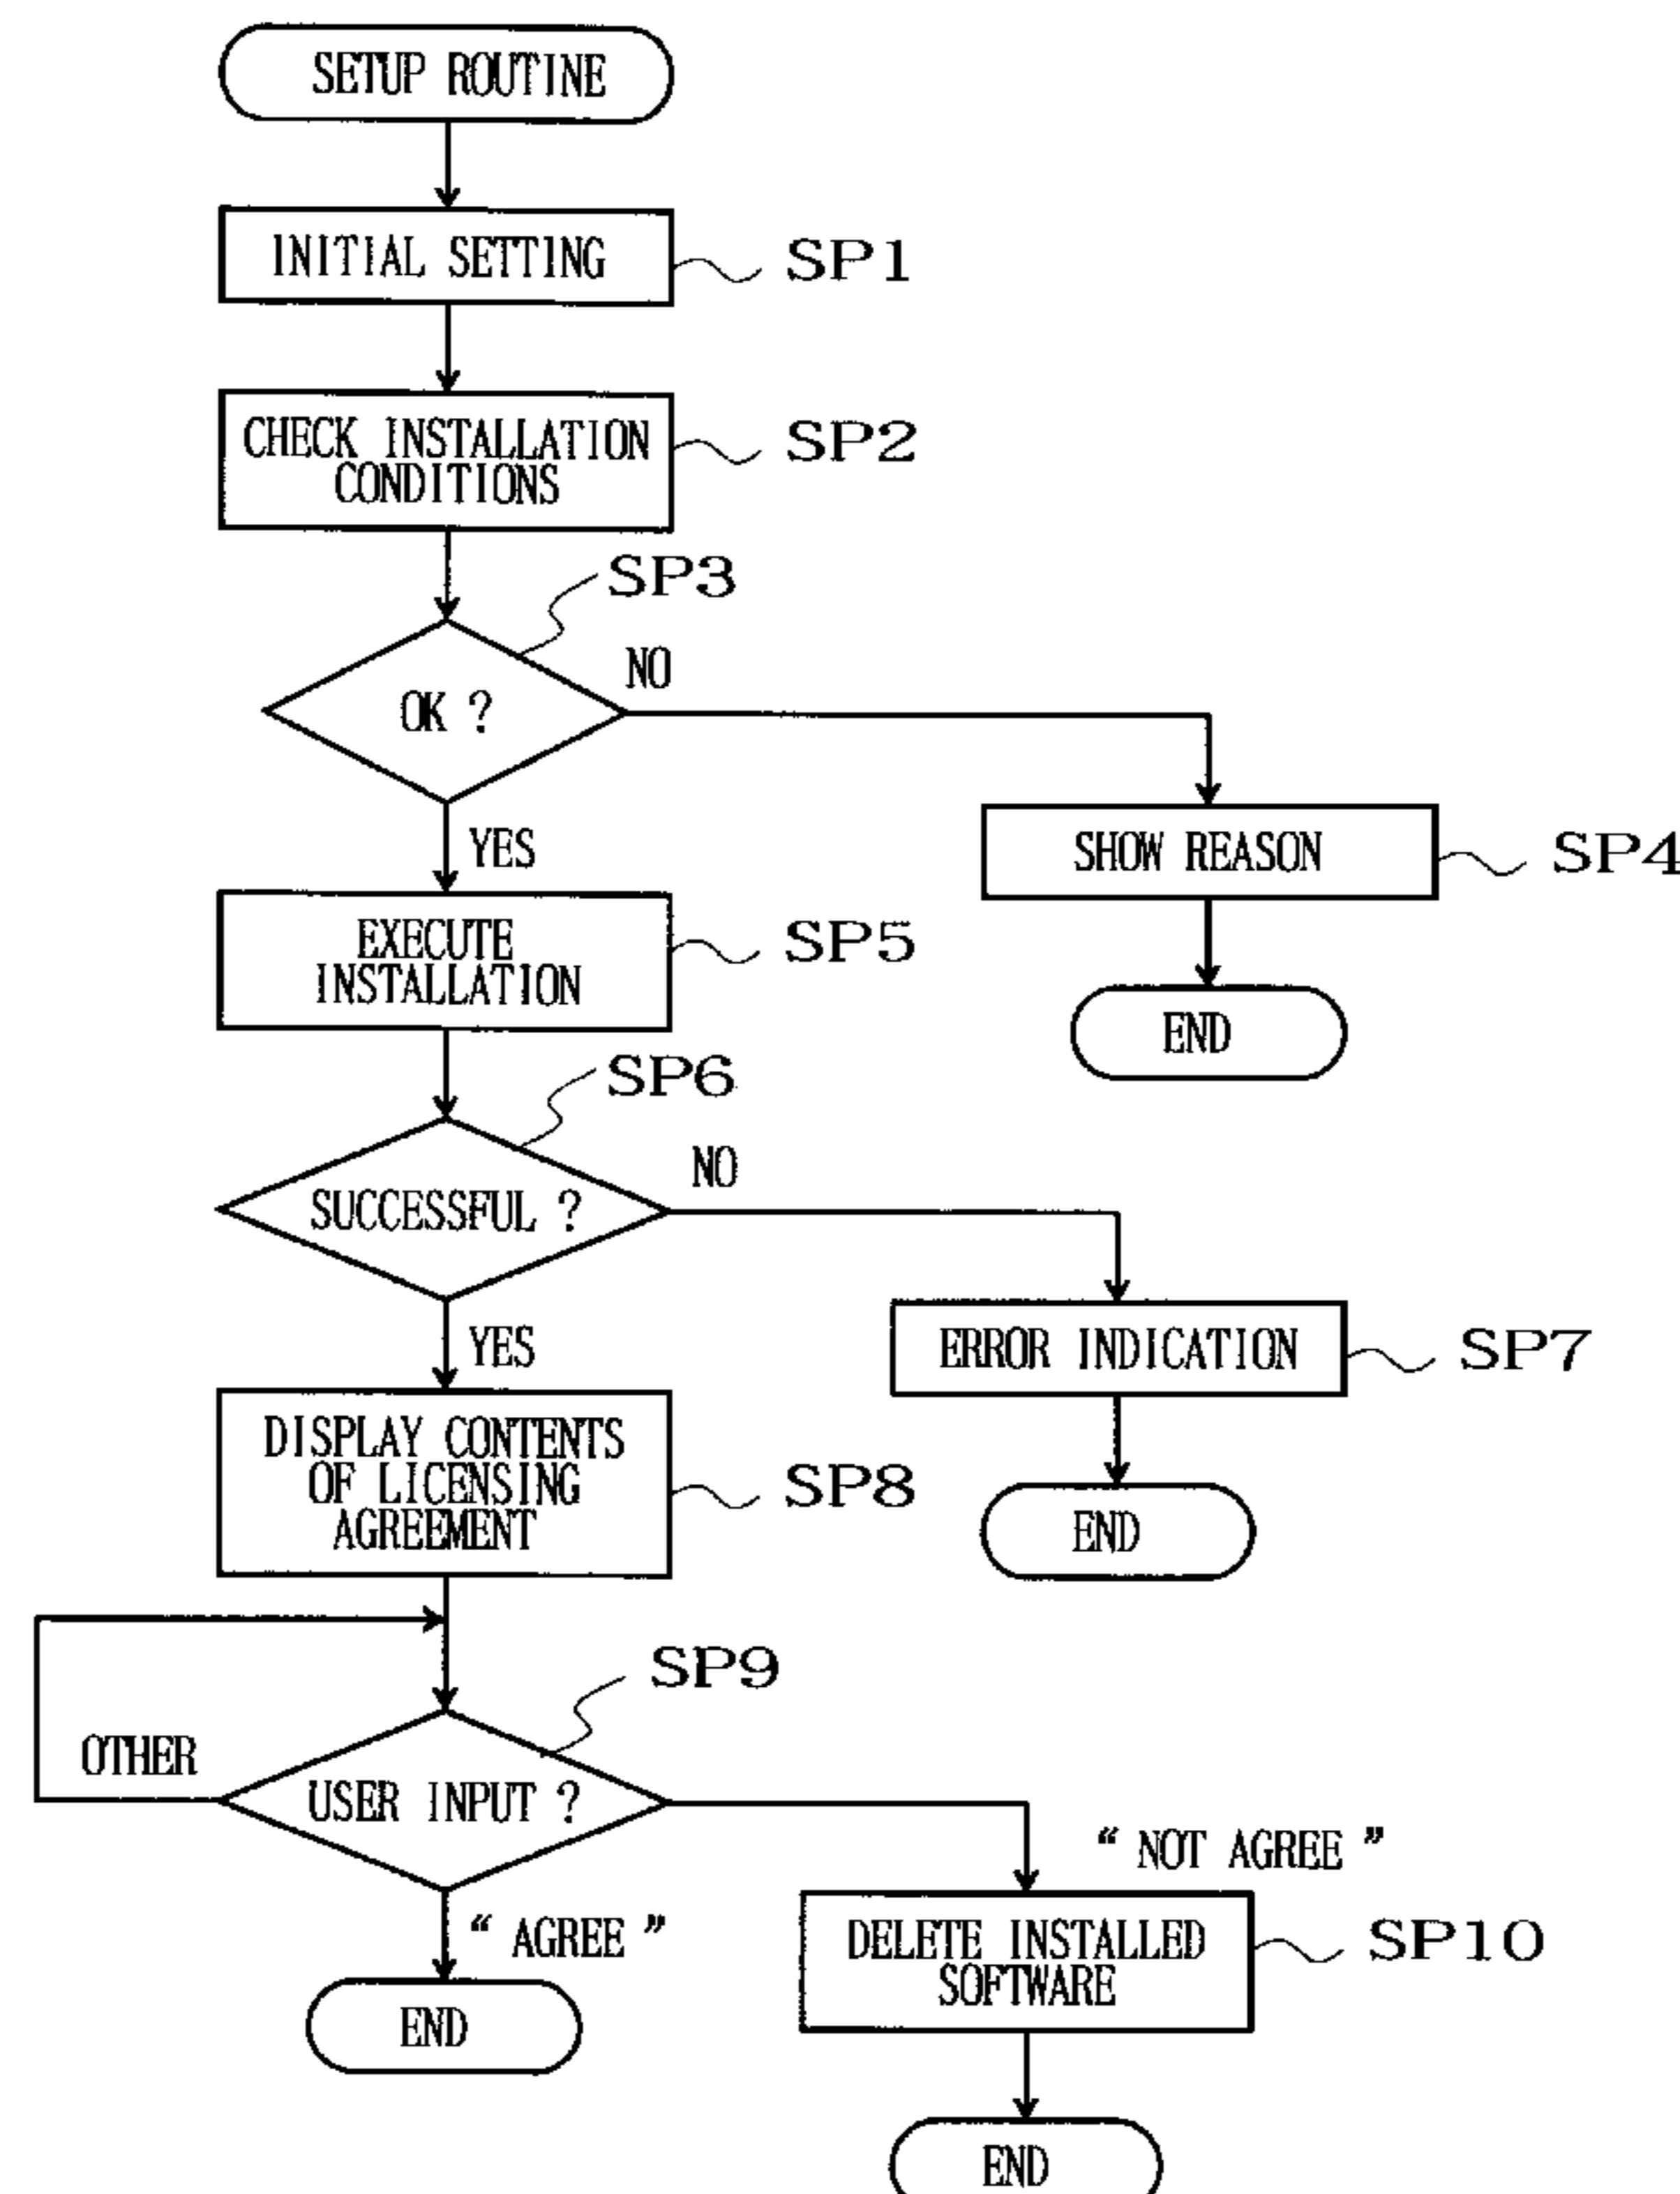 SETUP ROUTINE
INITIAL SETTING
SP1
CHECK INSTALLATION
CONDITIONS
SP2
SP3
OK ?
NO
YES
SHOW REASON
SP4
END
EXECUTE
INSTALLATION
SP5
SP6
SUCCESSFUL ?
NO
YES
ERROR INDICATION
SP7
END
DISPLAY CONTENTS
OF LICENSING
AGREEMENT
SP8
SP9
OTHER
USER INPUT ?
“ NOT AGREE ”
“ AGREE ”
DELETE INSTALLED
SOFTWARE
SP10
END
END